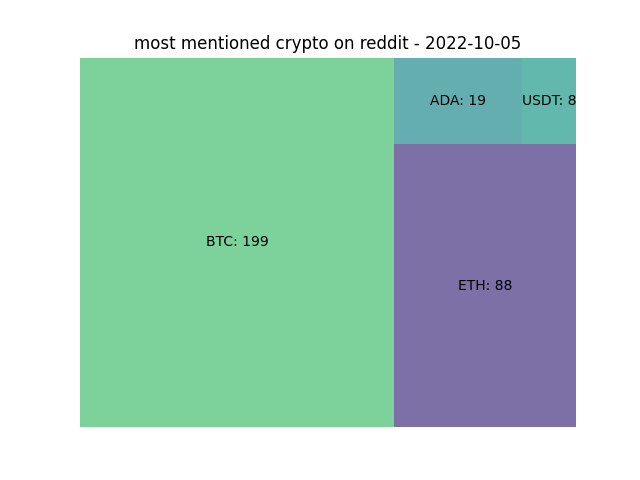 most mentioned crypto on reddit - 2022-10-05
ADA: 19
USDT: 8
BTC: 199
ETH: 88